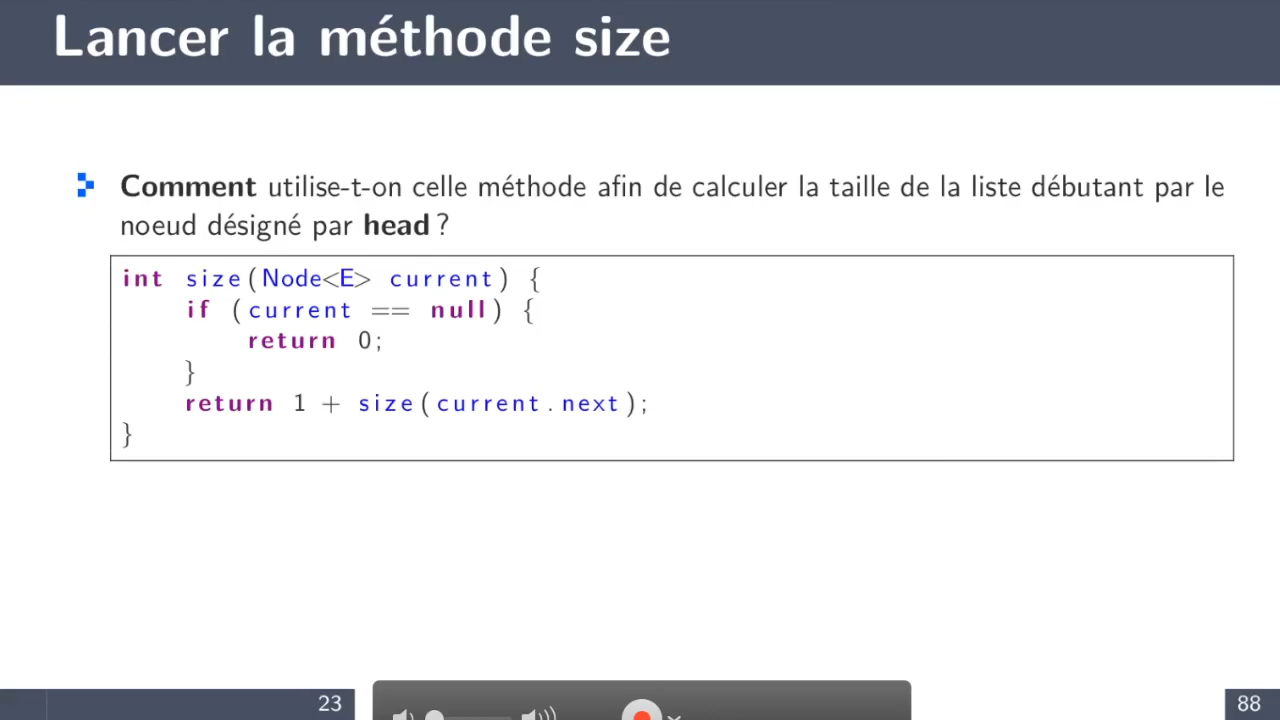 Lancer la méthode size
Comment utilise-t-on celle méthode afin de calculer la taille de la liste débutant par le
noeud désigné par head ?
int size(Node<E> current) {
if (current == null) {
return 0;
}
return 1 + size(current.next);
}
23
88